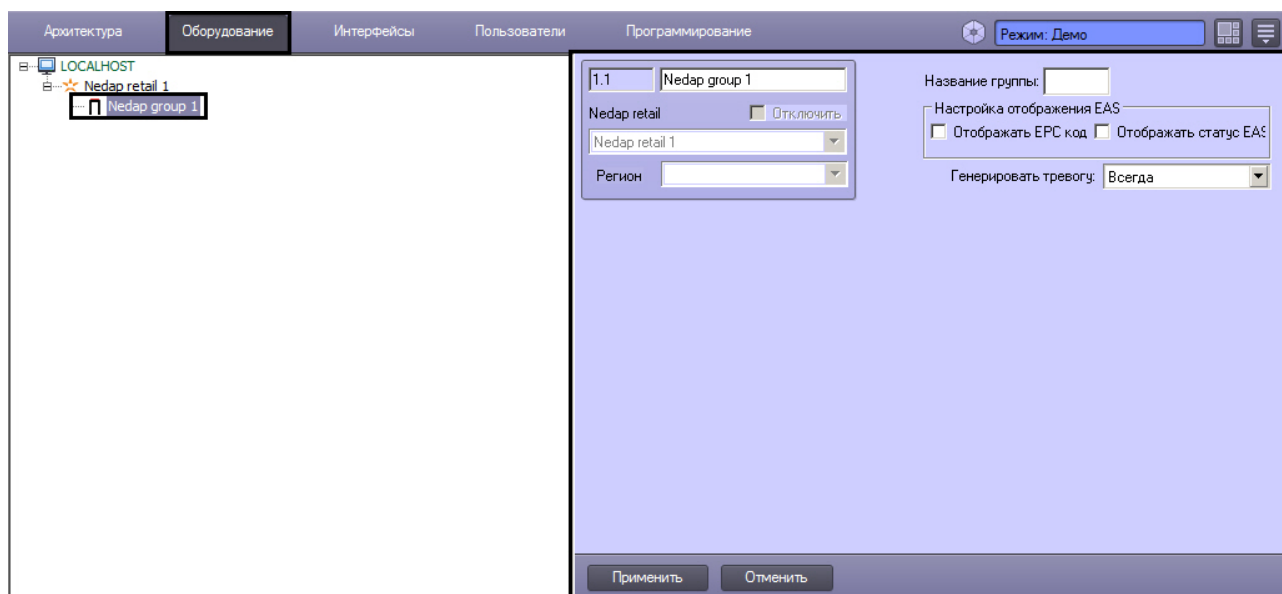 Архитектура Оборудование Интерфейсы Пользователи Программирование Режим: Демо
LOCALHOST
Nedap retail 1
Nedap group 1
1.1 Nedap group 1
Nedap retail Отключить
Nedap retail 1
Регион
Название группы:
Настройка отображения EAS
Отображать EPC код Отображать статус EAS
Генерировать тревогу: Всегда
Применить Отменить